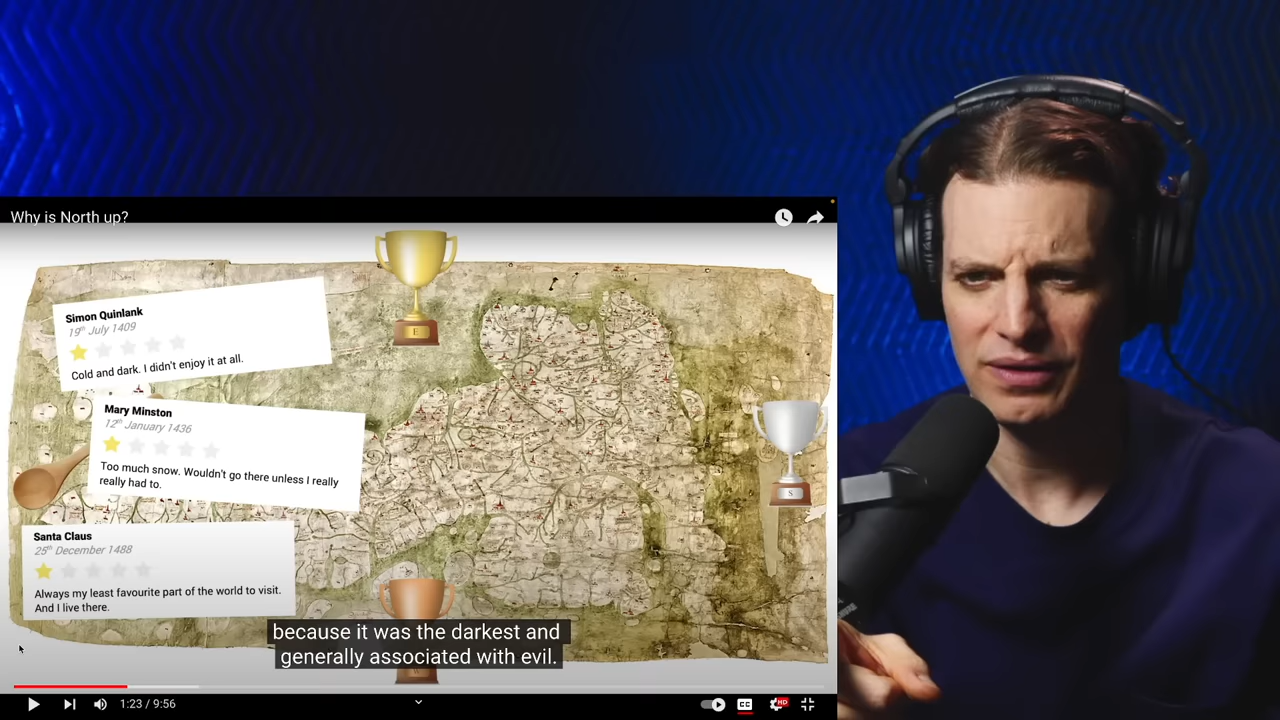 Why is North up?
E
Simon Quinlank
19th July 1409
Cold and dark. I didn't enjoy it at all.
Mary Minston
12th January 1436
Too much snow. Wouldn't go there unless I really
really had to.
S
Santa Claus
25th December 1488
Always my least favourite part of the world to visit.
And I live there.
because it was the darkest and
generally associated with evil.
1:23 / 9:56
CC
HD